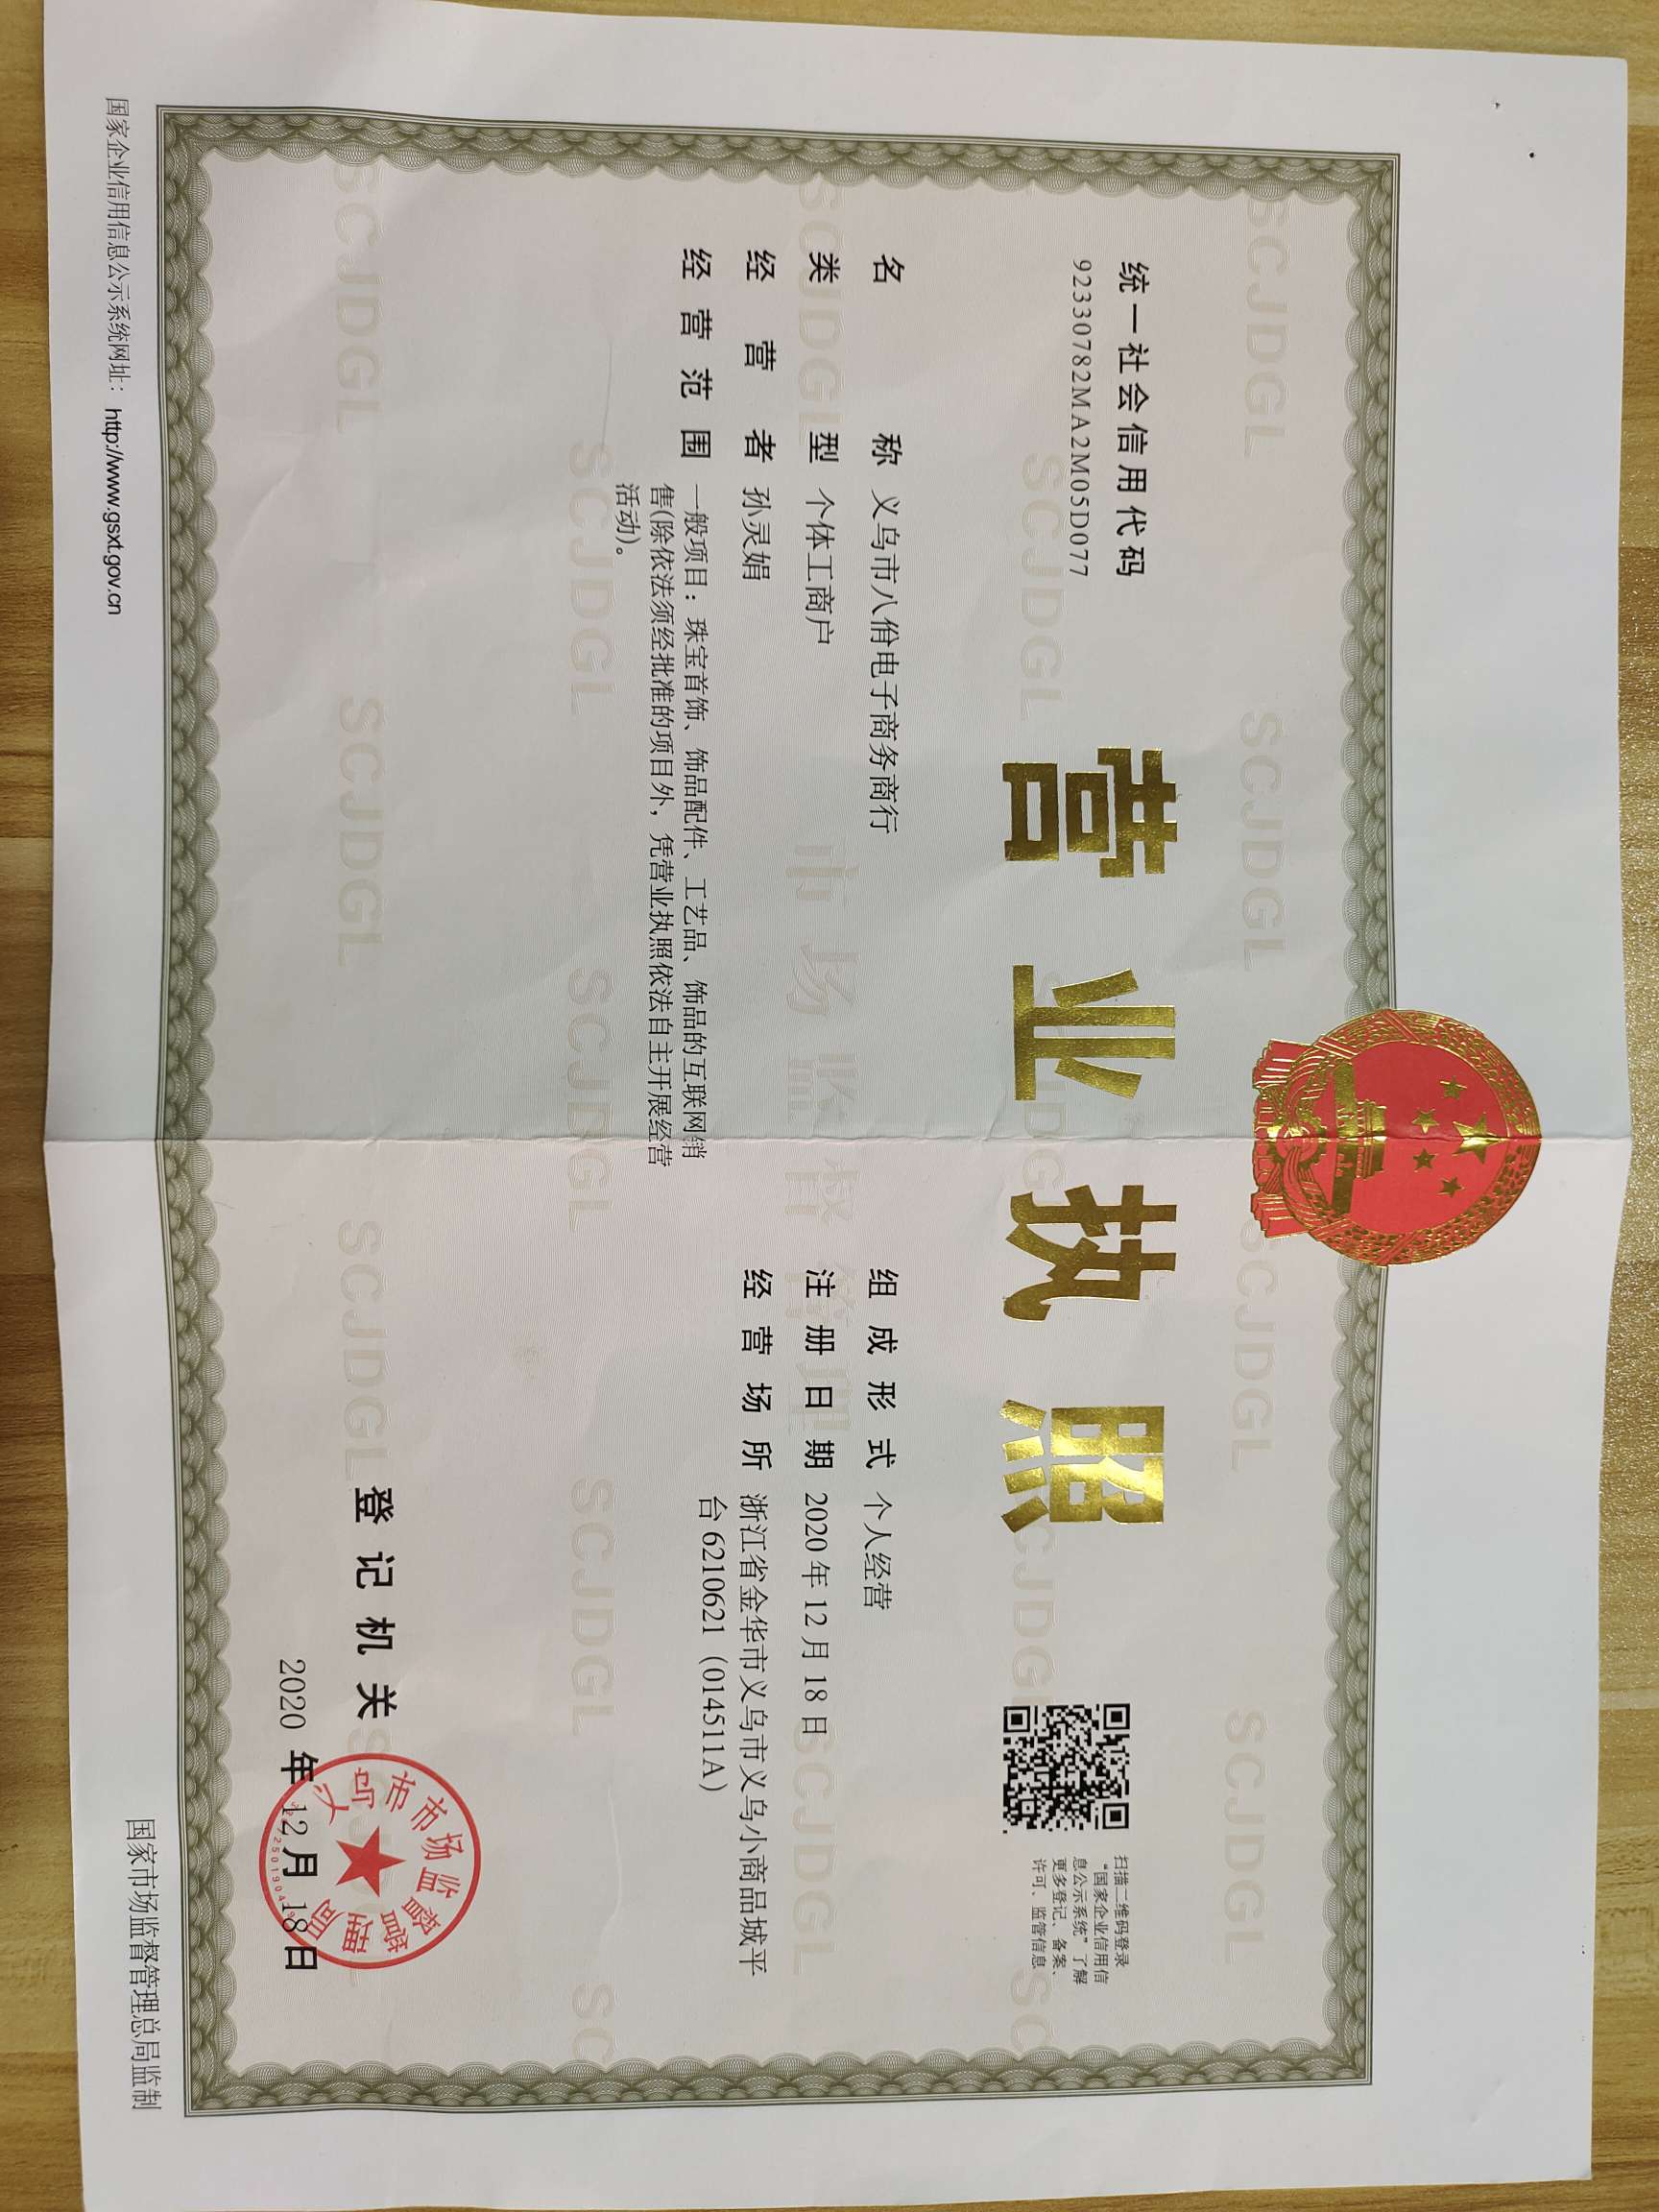 统一社会信用代码
92330782MA2M05D077
营业执照
扫描二维码登录
“国家企业信用信
息公示系统”了解
更多登记、备案、
许可、监管信息
名称 义乌市八佾电子商务商行
类型 个体工商户
经营者 孙灵娟
经营范围 一般项目：珠宝首饰、饰品配件、工艺品、饰品的互联网销
售(除依法须经批准的项目外，凭营业执照依法自主开展经营
活动)。
组成形式 个人经营
注册日期 2020年12月18日
经营场所 浙江省金华市义乌市义乌小商品城平
台6210621（014511A）
登记机关
义乌市市场监督管理局
2020年12月18日
国家企业信用信息公示系统网址：http://www.gsxt.gov.cn
国家市场监督管理总局监制
SCJDGL
市场监督管理